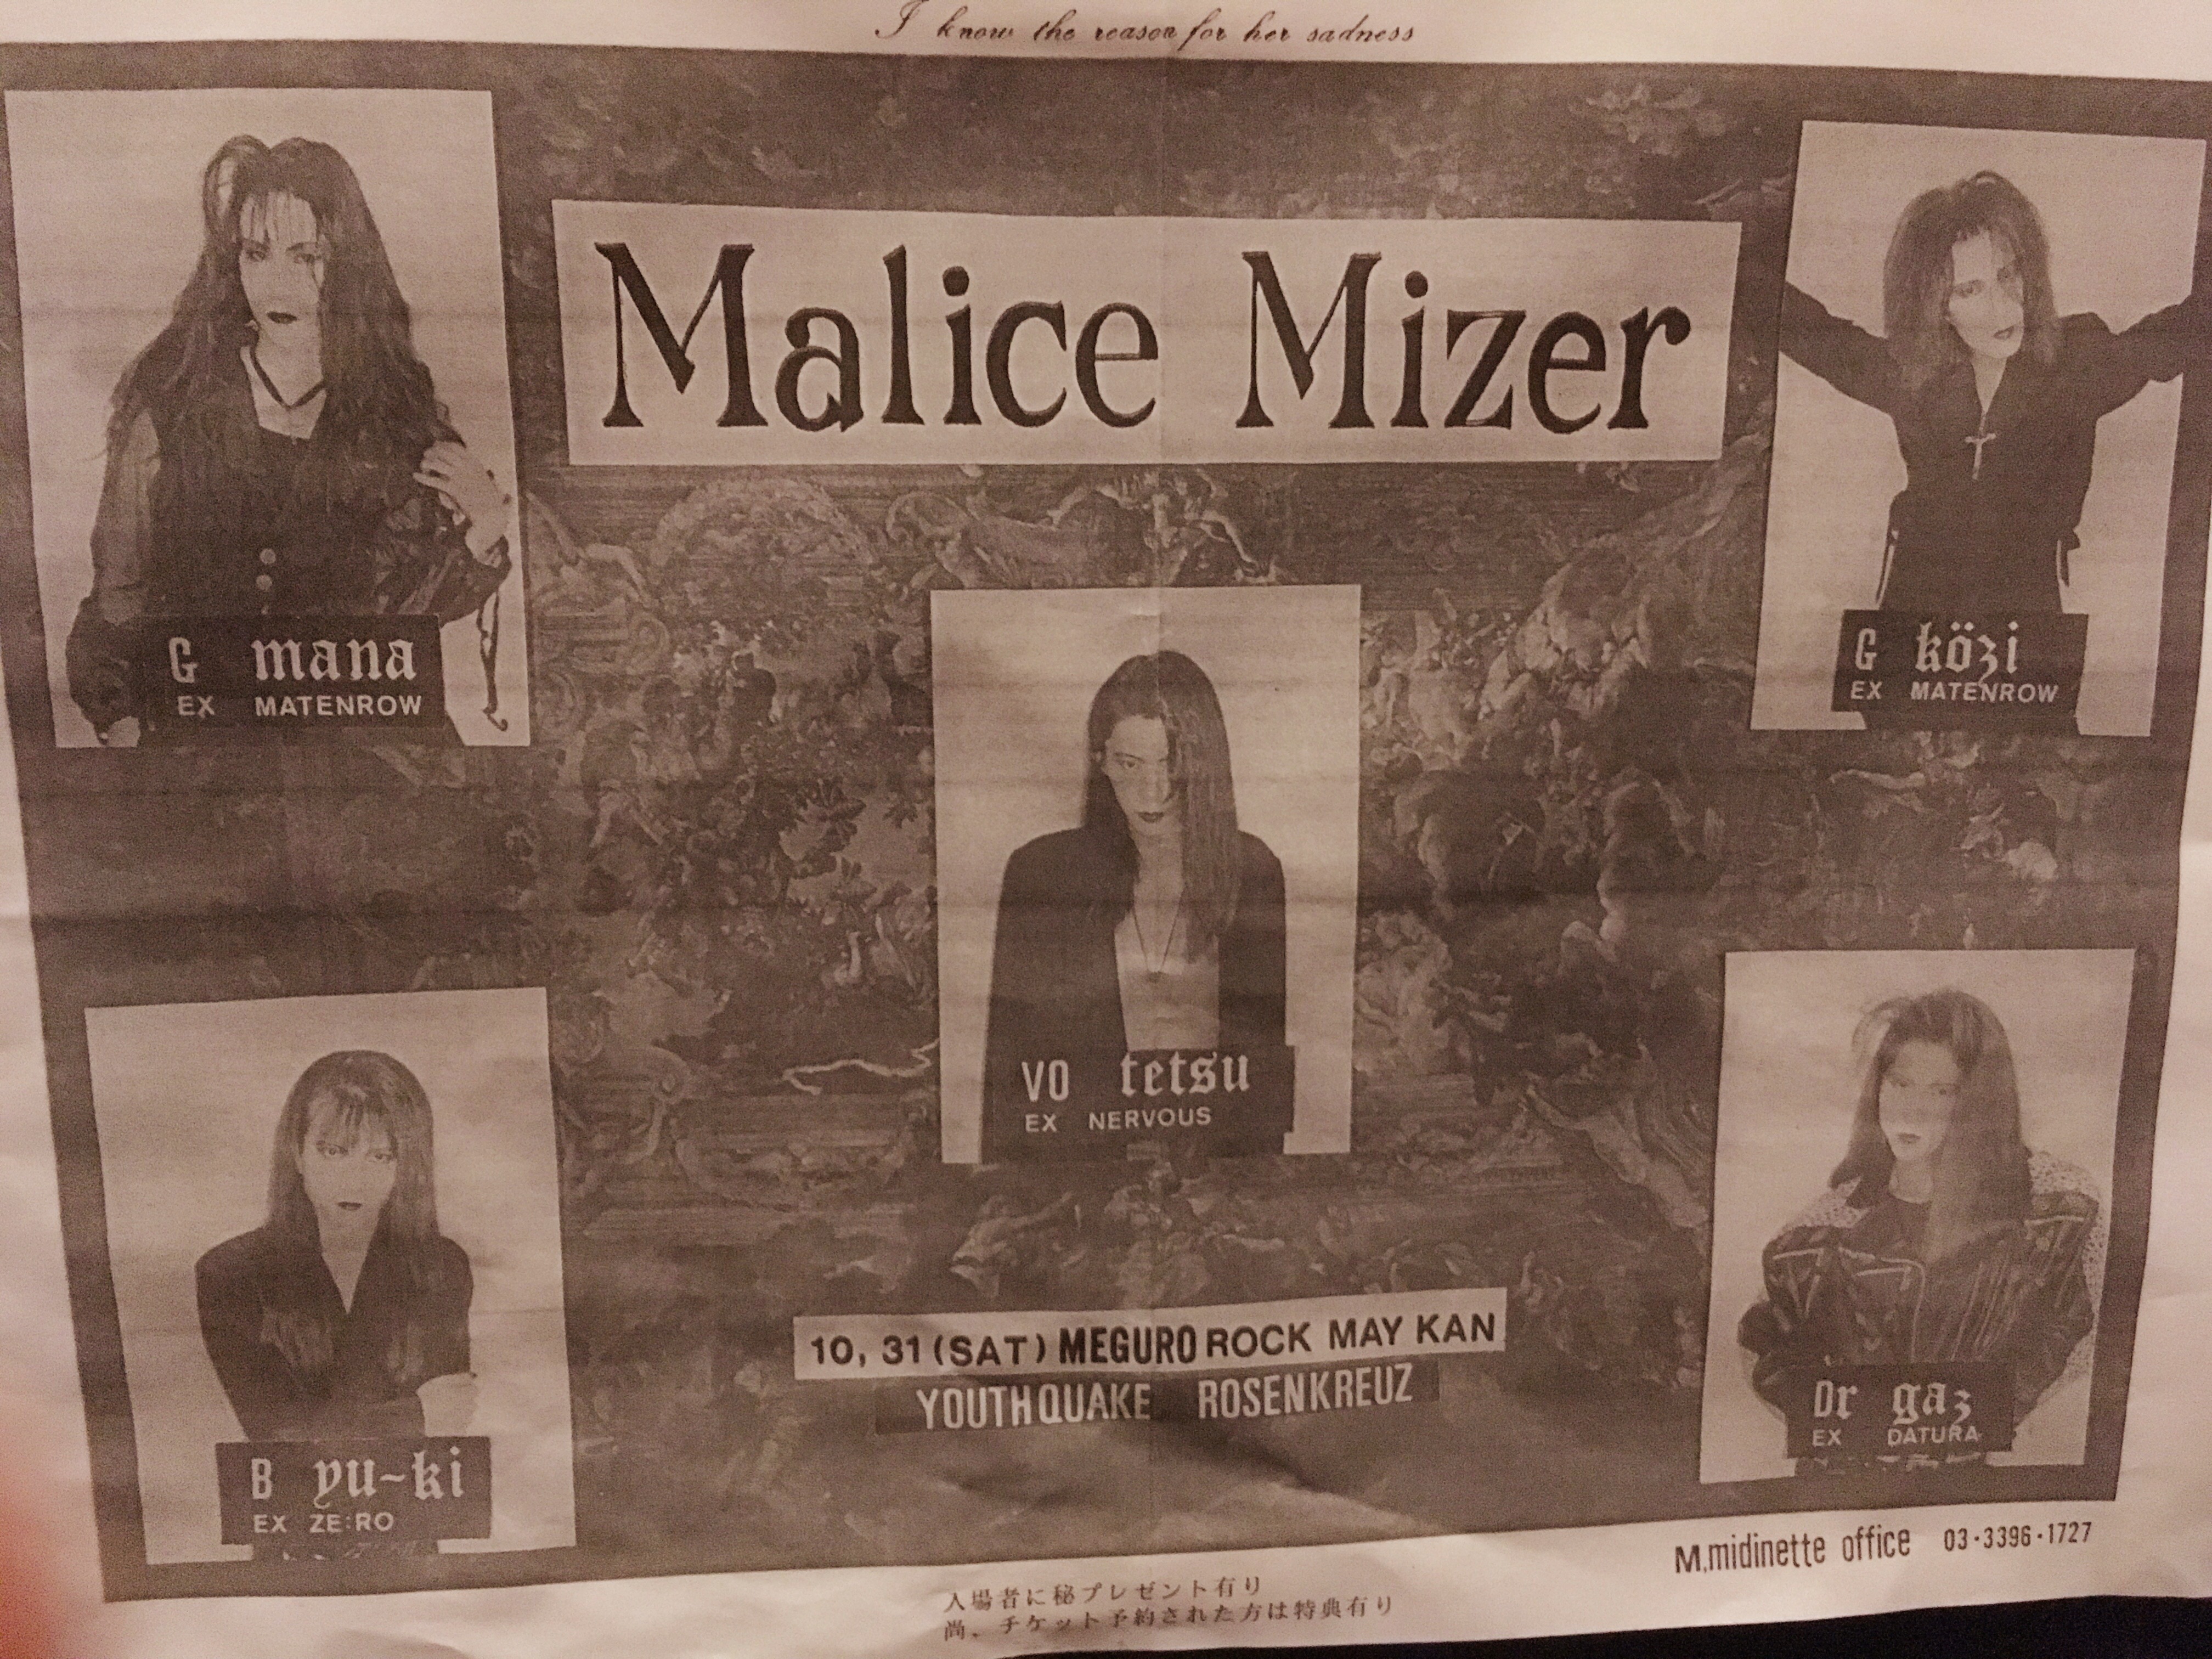 I know the reason for her sadness
Malice Mizer
G mana
EX MATENROW
G közi
EX MATENROW
VO tetsu
EX NERVOUS
B yu~ki
EX ZE:RO
Dr gaz
EX DATURA
10, 31 (SAT) MEGURO ROCK MAY KAN
YOUTHQUAKE ROSENKREUZ
M,midinette office 03-3396-1727
入場者に秘プレゼント有り
尚、チケット予約された方は特典有り